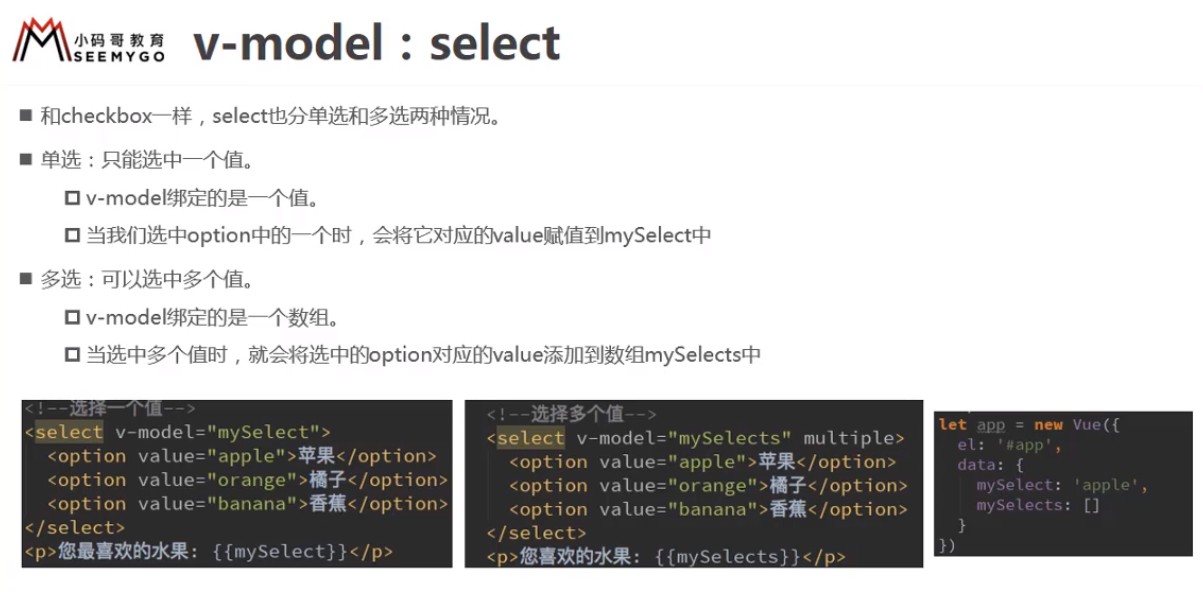 小码哥教育
SEEMYGO
v-model：select
和checkbox一样，select也分单选和多选两种情况。
单选：只能选中一个值。
v-model绑定的是一个值。
当我们选中option中的一个时，会将它对应的value赋值到mySelect中
多选：可以选中多个值。
v-model绑定的是一个数组。
当选中多个值时，就会将选中的option对应的value添加到数组mySelects中
<!--选择一个值-->
<select v-model="mySelect">
<option value="apple">苹果</option>
<option value="orange">橘子</option>
<option value="banana">香蕉</option>
</select>
<p>您最喜欢的水果: {{mySelect}}</p>
<!--选择多个值-->
<select v-model="mySelects" multiple>
<option value="apple">苹果</option>
<option value="orange">橘子</option>
<option value="banana">香蕉</option>
</select>
<p>您喜欢的水果: {{mySelects}}</p>
let app = new Vue({
el: '#app',
data: {
mySelect: 'apple',
mySelects: []
}
})